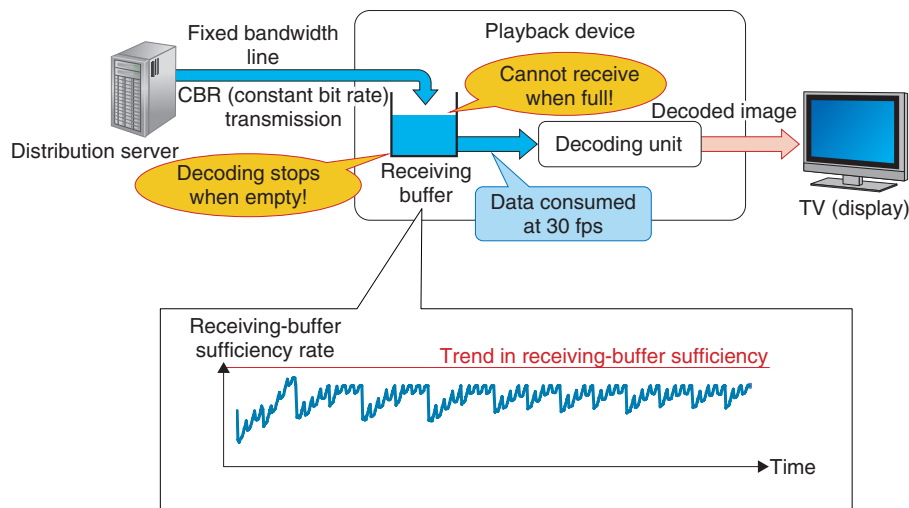 Playback device
Fixed bandwidth
line
CBR (constant bit rate)
transmission
Distribution server
Cannot receive
when full!
Decoding stops
when empty!
Receiving
buffer
Decoding unit
Data consumed
at 30 fps
Decoded image
TV (display)
Receiving-buffer
sufficiency rate
Trend in receiving-buffer sufficiency
Time